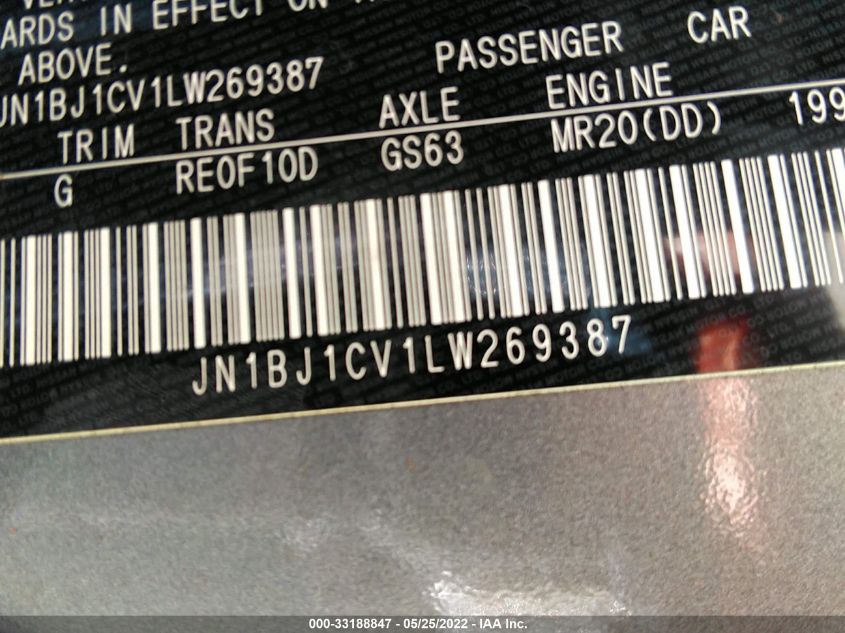 ARDS IN EFFECT ON
ABOVE.
JN1BJ1CV1LW269387 PASSENGER CAR
TRIM TRANS AXLE ENGINE
G RE0F10D GS63 MR20(DD) 199
JN1BJ1CV1LW269387
000-33188847 — 05/25/2022 — IAA Inc.